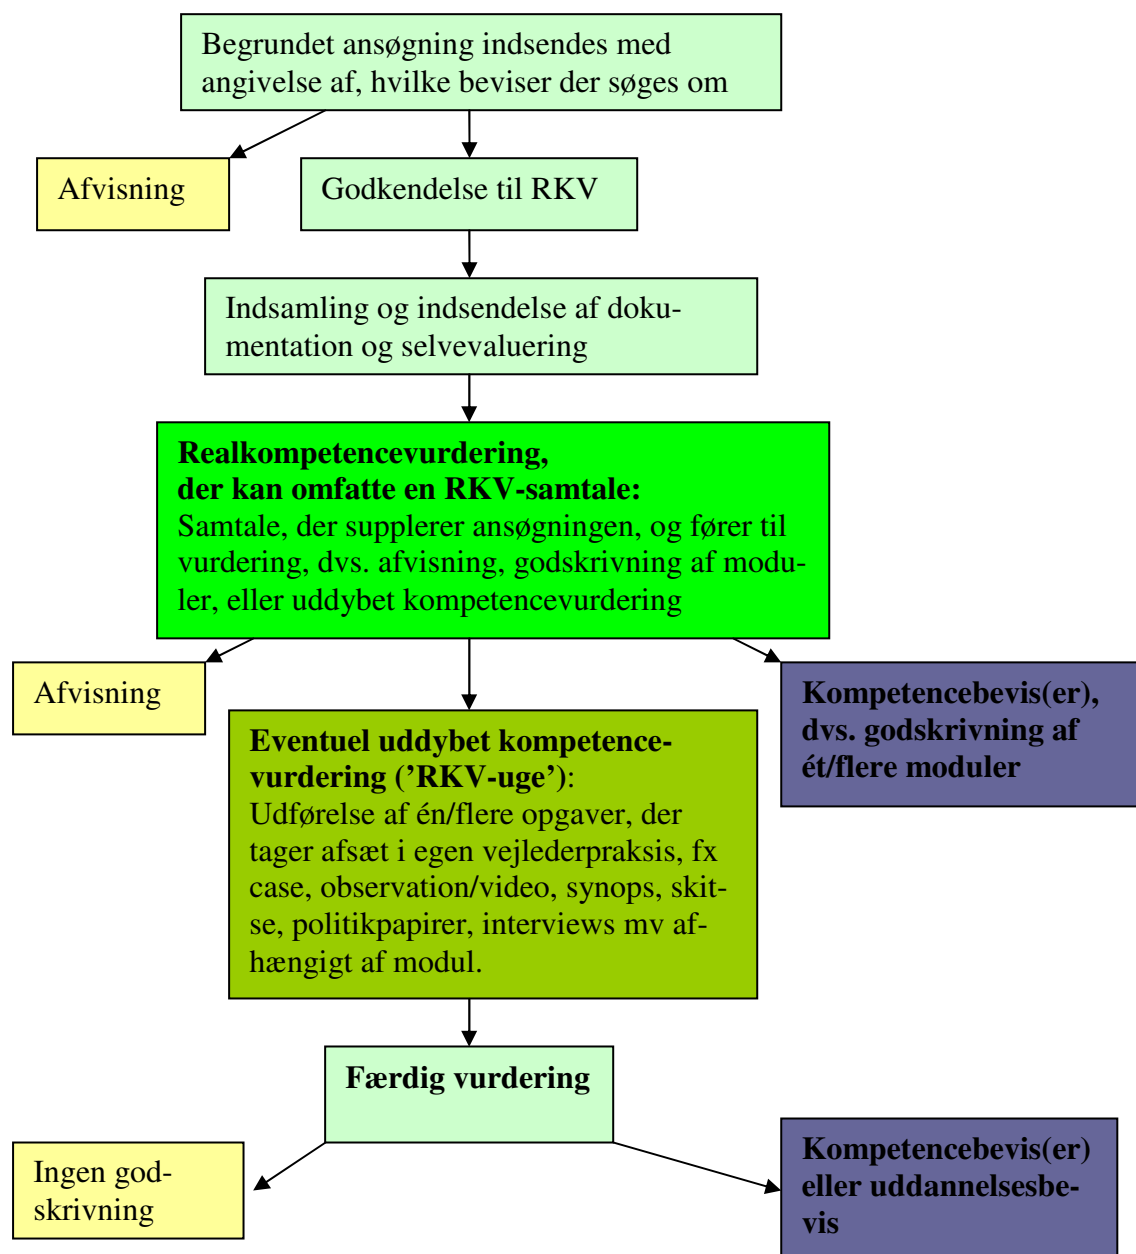 Begrundet ansøgning indsendes med
angivelse af, hvilke beviser der søges om
Afvisning
Godkendelse til RKV
Indsamling og indsendelse af doku-
mentation og selvevaluering
Realkompetencevurdering,
der kan omfatte en RKV-samtale:
Samtale, der supplerer ansøgningen, og fører til
vurdering, dvs. afvisning, godskrivning af modu-
ler, eller uddybet kompetencevurdering
Afvisning
Kompetencebevis(er),
dvs. godskrivning af
ét/flere moduler
Eventuel uddybet kompetence-
vurdering (’RKV-uge’):
Udførelse af én/flere opgaver, der
tager afsæt i egen vejlederpraksis, fx
case, observation/video, synops, skit-
se, politikpapirer, interviews mv af-
hængigt af modul.
Færdig vurdering
Ingen god-
skrivning
Kompetencebevis(er)
eller uddannelsesbe-
vis